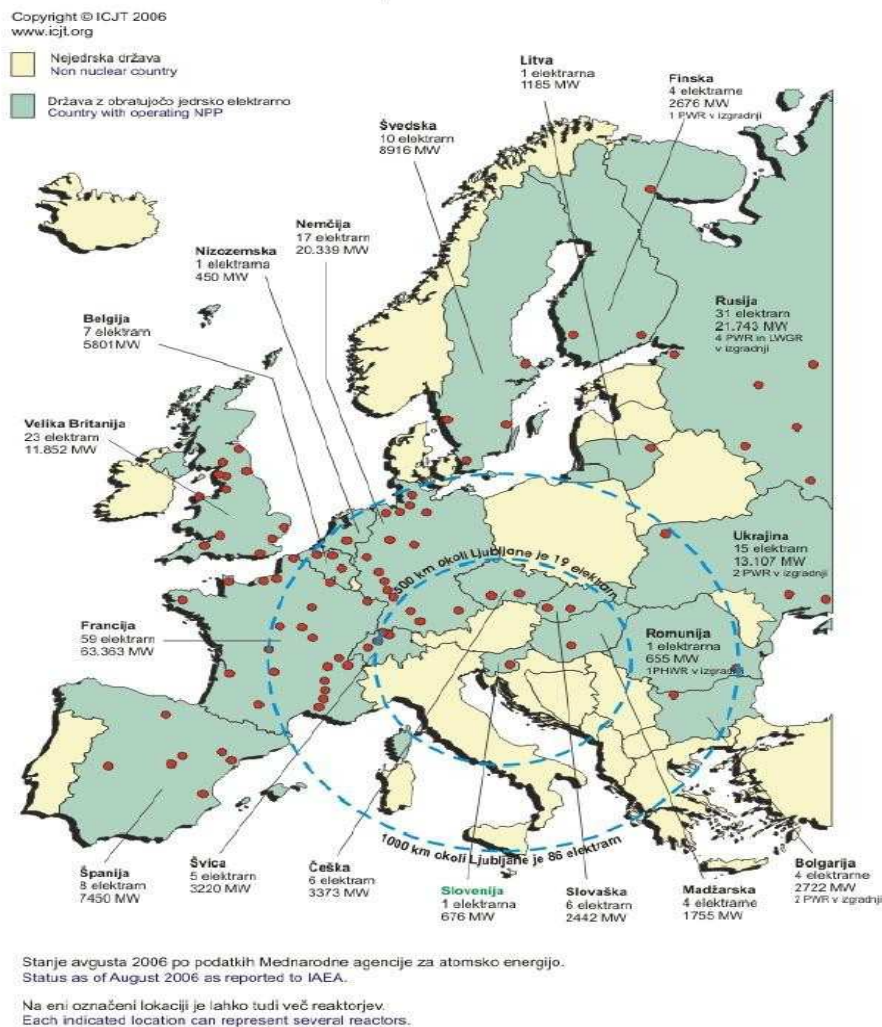 Copyright © ICJT 2006
www.icjt.org
Nejedrska država
Non nuclear country
Država z obratujočo jedrsko elektrarno
Country with operating NPP
Litva
1 elektrarna
1185 MW
Finska
4 elektrarne
2676 MW
1 PWR v izgradnji
Švedska
10 elektrarn
8916 MW
Nemčija
17 elektrarn
20.339 MW
Nizozemska
1 elektrarna
450 MW
Belgija
7 elektrarn
5801MW
Rusija
31 elektrarn
21.743 MW
4 PWR in LWGR
v izgradnji
Velika Britanija
23 elektrarn
11.852 MW
Ukrajina
15 elektrarn
13.107 MW
2 PWR v izgradnji
500 km okoli Ljubljane je 19 elektrarn
Francija
59 elektrarn
63.363 MW
Romunija
1 elektrarna
655 MW
1PHWR v izgradnji
1000 km okoli Ljubljane je 86 elektrarn
Španija
8 elektrarn
7450 MW
Švica
5 elektrarn
3220 MW
Češka
6 elektrarn
3373 MW
Slovenija
1 elektrarna
676 MW
Slovaška
6 elektrarn
2442 MW
Madžarska
4 elektrarne
1755 MW
Bolgarija
4 elektrarne
2722 MW
2 PWR v izgradnji
Stanje avgusta 2006 po podatkih Mednarodne agencije za atomsko energijo.
Status as of August 2006 as reported to IAEA.
Na eni označeni lokaciji je lahko tudi več reaktorjev.
Each indicated location can represent several reactors.